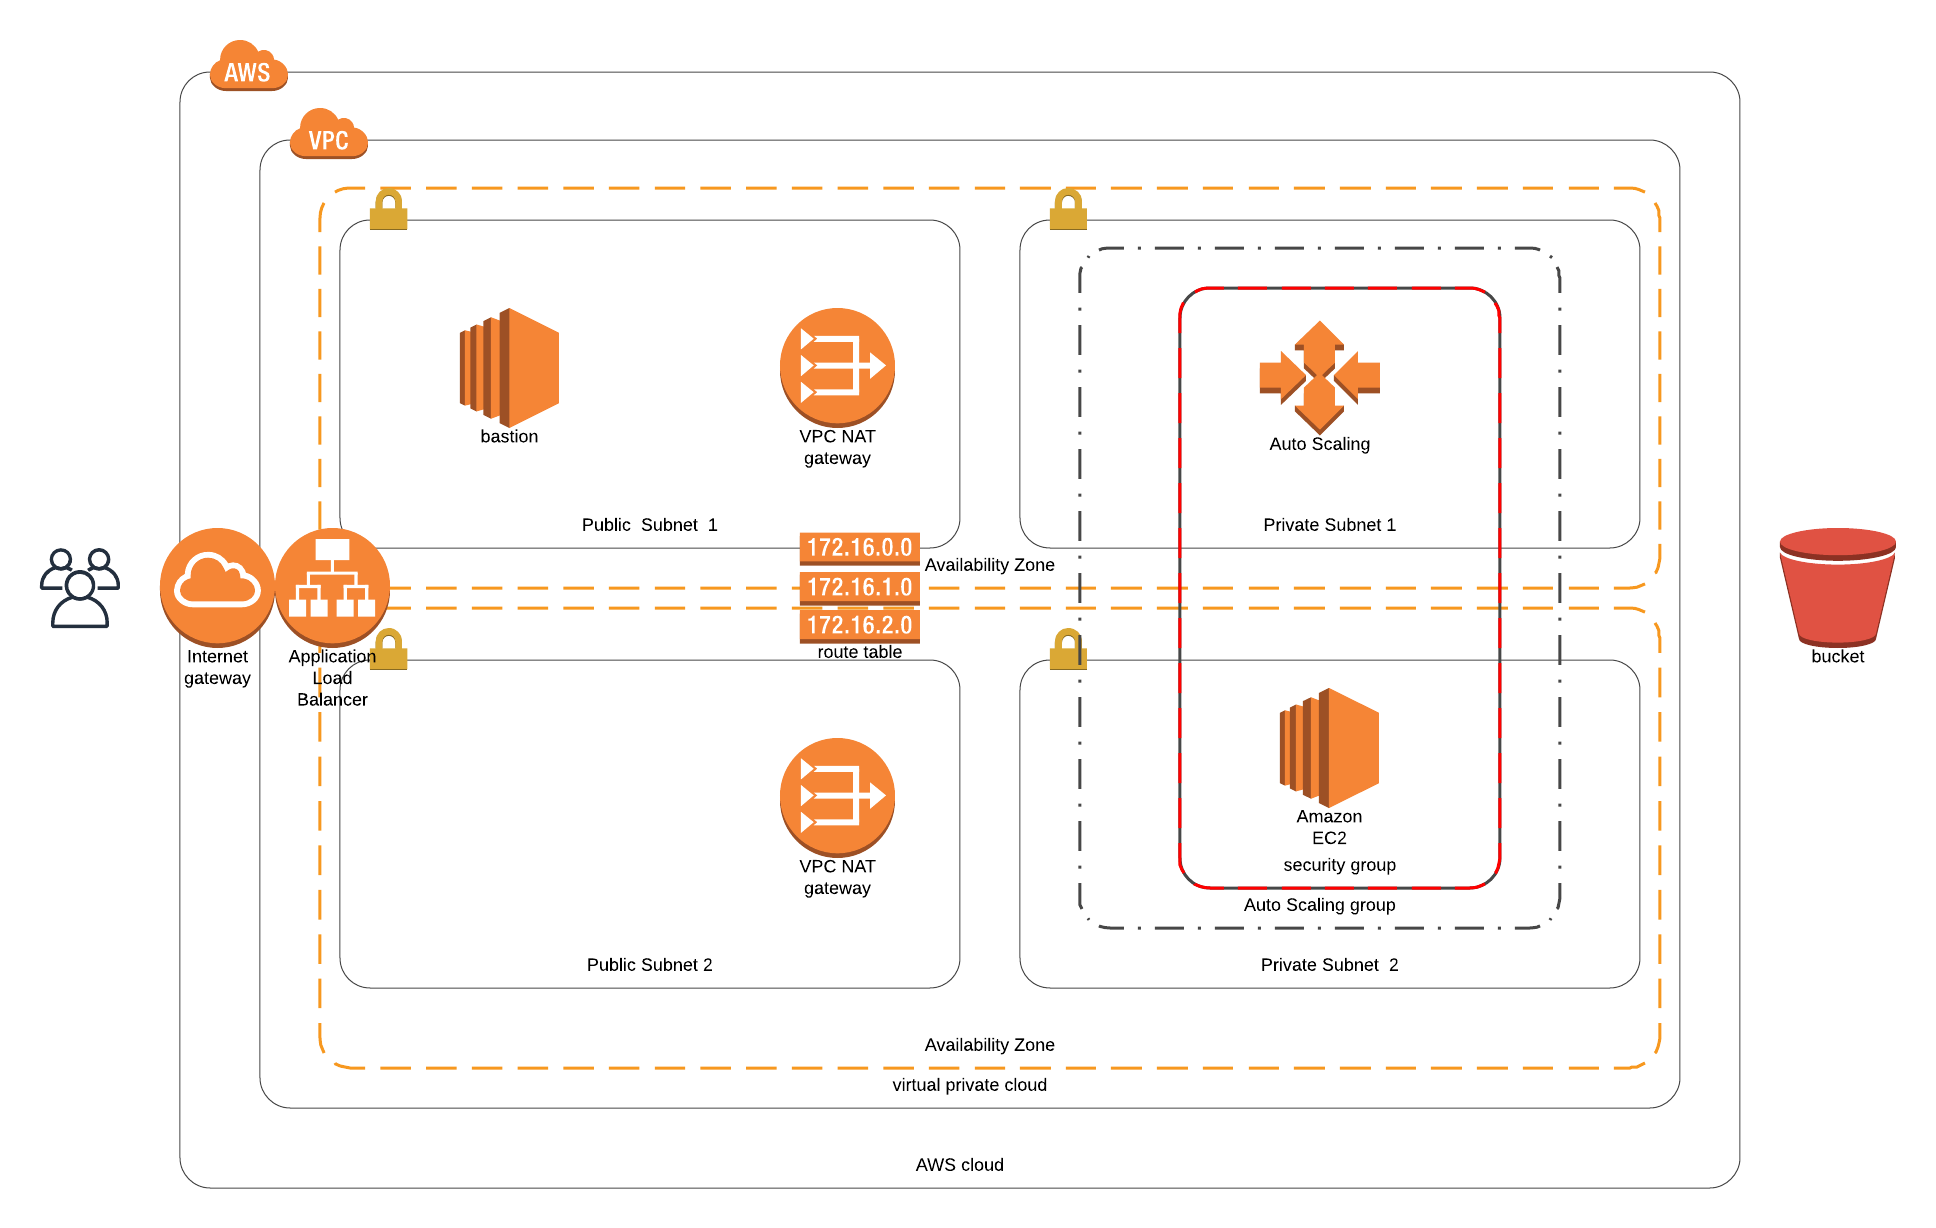 AWS
VPC
bastion
VPC NAT
gateway
Auto Scaling
Public Subnet 1
Private Subnet 1
172.16.0.0
Availability Zone
172.16.1.0
172.16.2.0
route table
Internet
gateway
Application
Load
Balancer
bucket
VPC NAT
gateway
Amazon
EC2
security group
Auto Scaling group
Public Subnet 2
Private Subnet 2
Availability Zone
virtual private cloud
AWS cloud